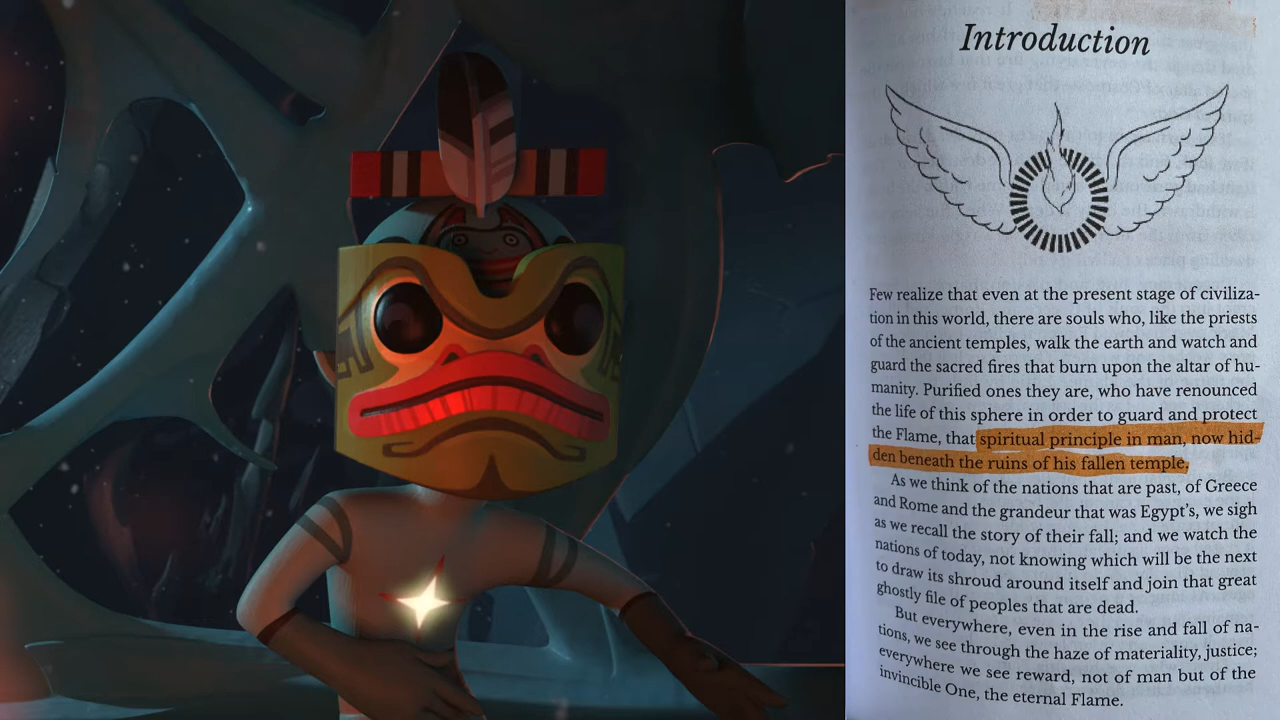 Introduction
Few realize that even at the present stage of civiliza-
tion in this world, there are souls who, like the priests
of the ancient temples, walk the earth and watch and
guard the sacred fires that burn upon the altar of hu-
manity. Purified ones they are, who have renounced
the life of this sphere in order to guard and protect
the Flame, that spiritual principle in man, now hid-
den beneath the ruins of his fallen temple.
As we think of the nations that are past, of Greece
and Rome and the grandeur that was Egypt's, we sigh
as we recall the story of their fall; and we watch the
nations of today, not knowing which will be the next
to draw its shroud around itself and join that great
ghostly file of peoples that are dead.
But everywhere, even in the rise and fall of na-
tions, we see through the haze of materiality, justice;
everywhere we see reward, not of man but of the
invincible One, the eternal Flame.